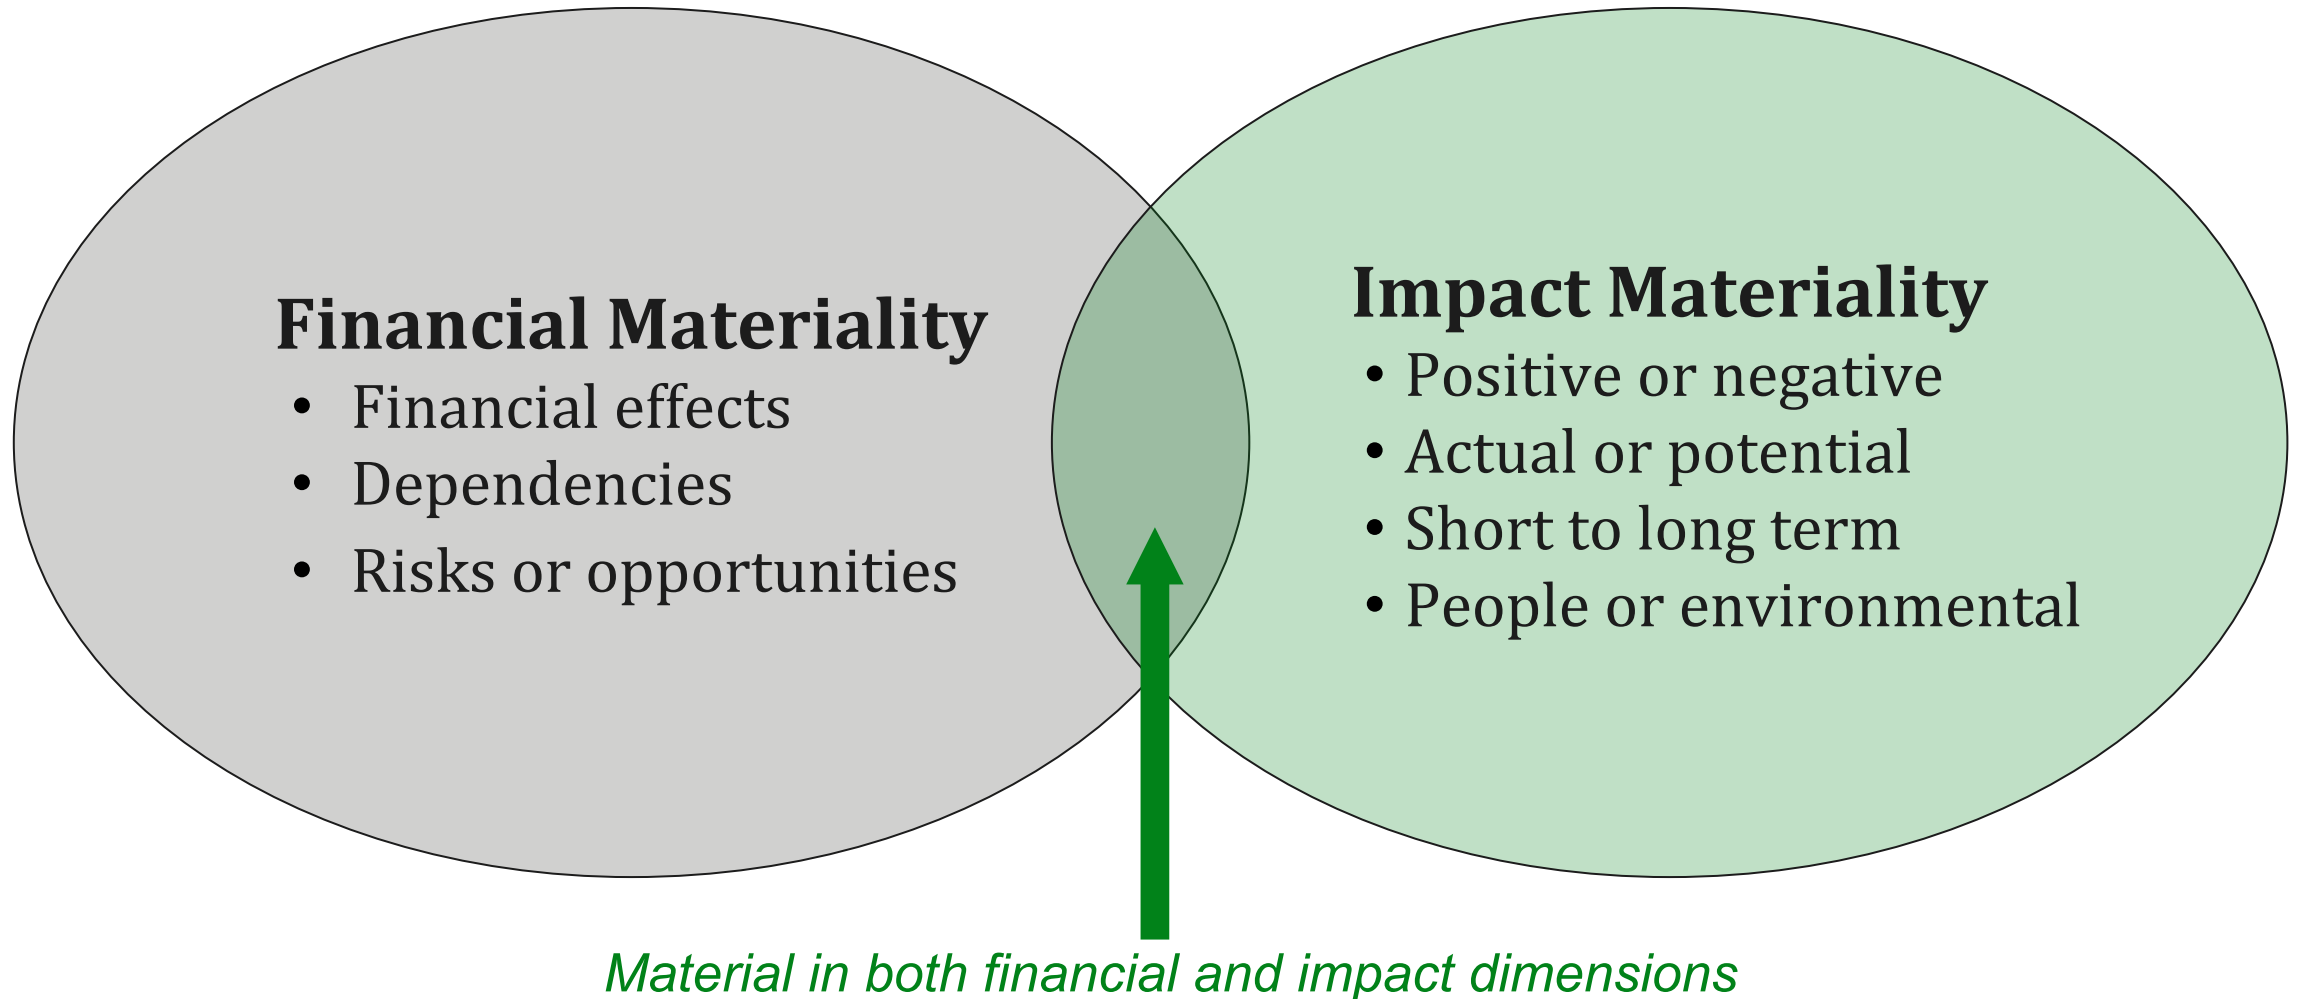 Financial Materiality
• Financial effects
• Dependencies
• Risks or opportunities
Impact Materiality
• Positive or negative
• Actual or potential
• Short to long term
• People or environmental
Material in both financial and impact dimensions